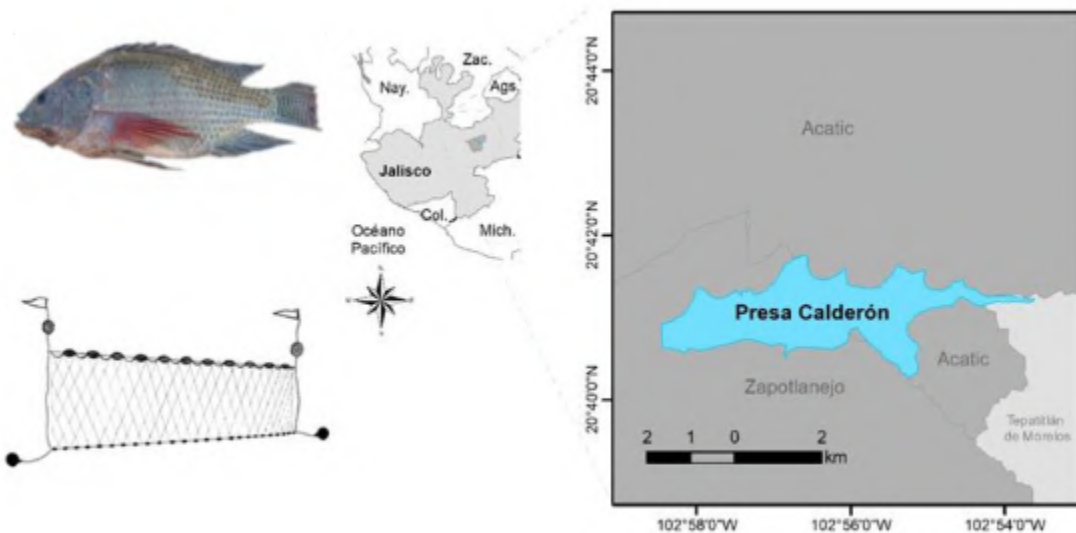 Zac.
Nay.
Ags.
Jalisco
Col.
Mich.
Océano
Pacífico
20°44'0"N
20°42'0"N
20°40'0"N
Acatic
Presa Calderón
Acatic
Zapotlanejo
Tepatitlán
de Morelos
2 1 0 2
km
102°58'0"W 102°56'0"W 102°54'0"W